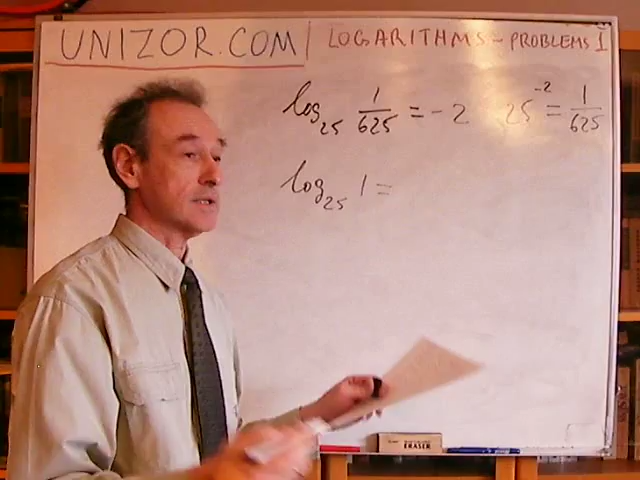 UNIZOR.COM | LOGARITHMS - PROBLEMS 1
log₂₅ 1/625 = -2 25⁻² = 1/625
log₂₅ 1 =
ERASER